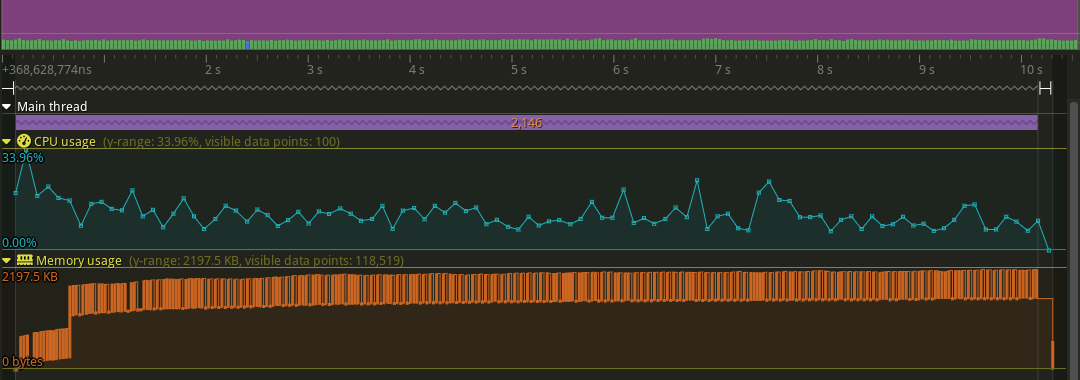 +368,628,774ns 2 s 3 s 4 s 5 s 6 s 7 s 8 s 9 s 10 s
Main thread
2,146
CPU usage (y-range: 33.96%, visible data points: 100)
33.96%
0.00%
Memory usage (y-range: 2197.5 KB, visible data points: 118,519)
2197.5 KB
0 bytes